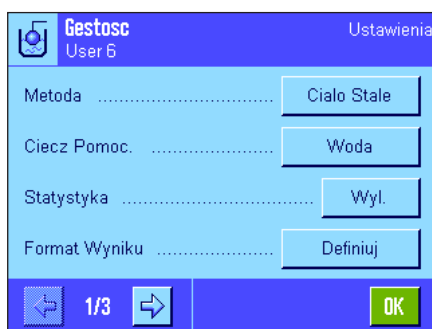 Gestosc Ustawienia
User 6
Metoda ................................ Cialo Stale
Ciecz Pomoc. ......................... Woda
Statystyka ................................... Wyl.
Format Wyniku ..................... Definiuj
1/3 OK